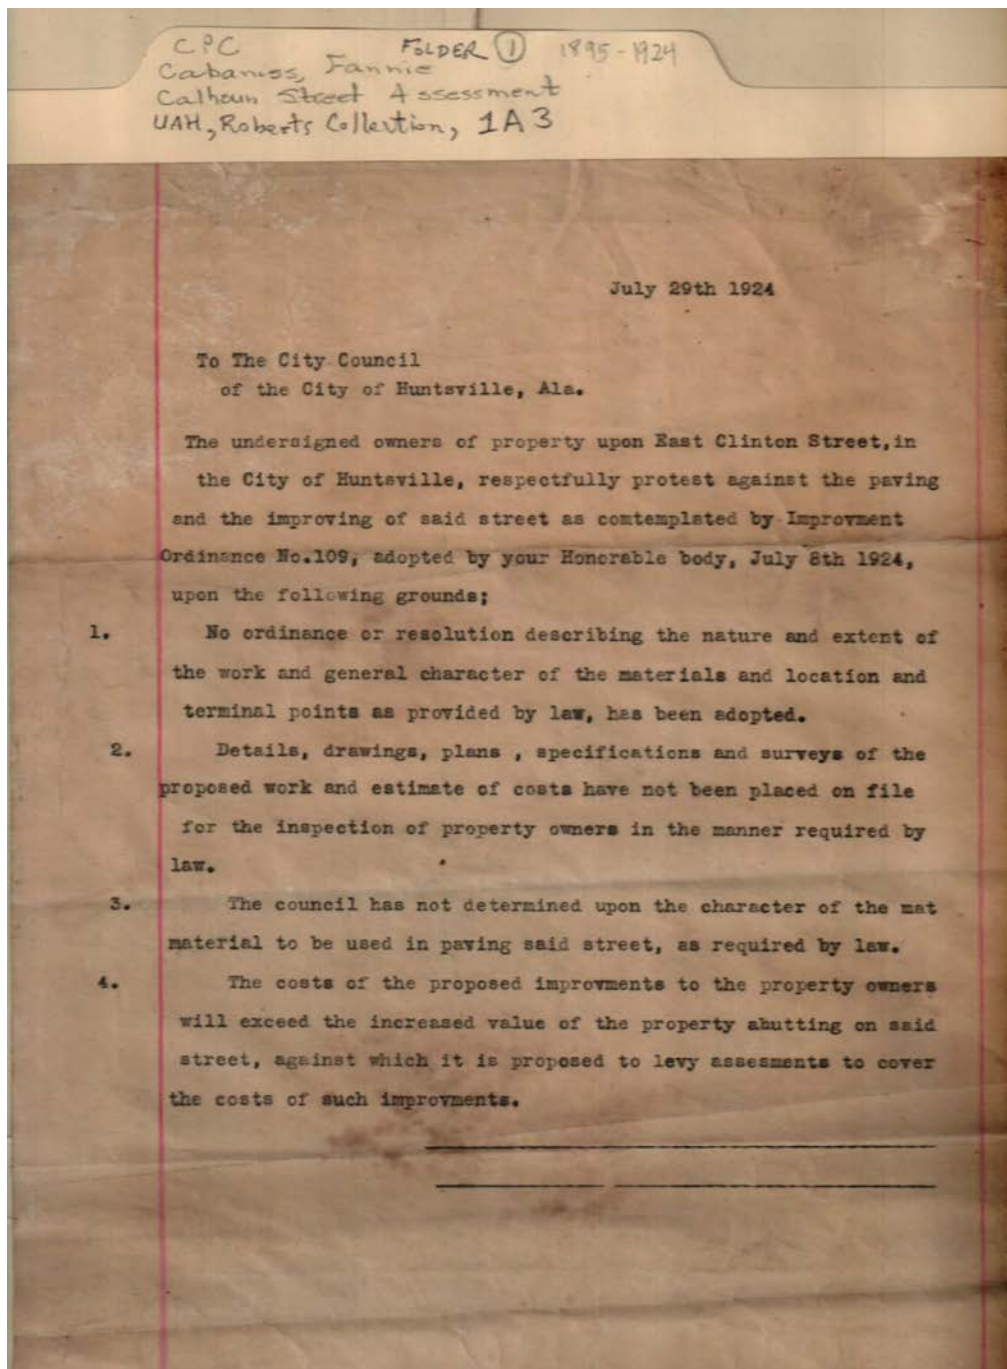 CPC FOLDER 1 1895-1924
Cabaniss, Fannie
Calhoun Street Assessment
UAH, Roberts Collection, 1A3
July 29th 1924
To The City Council
of the City of Huntsville, Ala.
The undersigned owners of property upon East Clinton Street, in
the City of Huntsville, respectfully protest against the paving
and the improving of said street as comtemplated by Improvment
Ordinance No.109, adopted by your Honorable body, July 8th 1924,
upon the following grounds;
1. No ordinance or resolution describing the nature and extent of
the work and general character of the materials and location and
terminal points as provided by law, has been adopted.
2. Details, drawings, plans , specifications and surveys of the
proposed work and estimate of costs have not been placed on file
for the inspection of property owners in the manner required by
law.
3. The council has not determined upon the character of the mat
material to be used in paving said street, as required by law.
4. The costs of the proposed improvments to the property owners
will exceed the increased value of the property abutting on said
street, against which it is proposed to levy assesments to cover
the costs of such improvments.